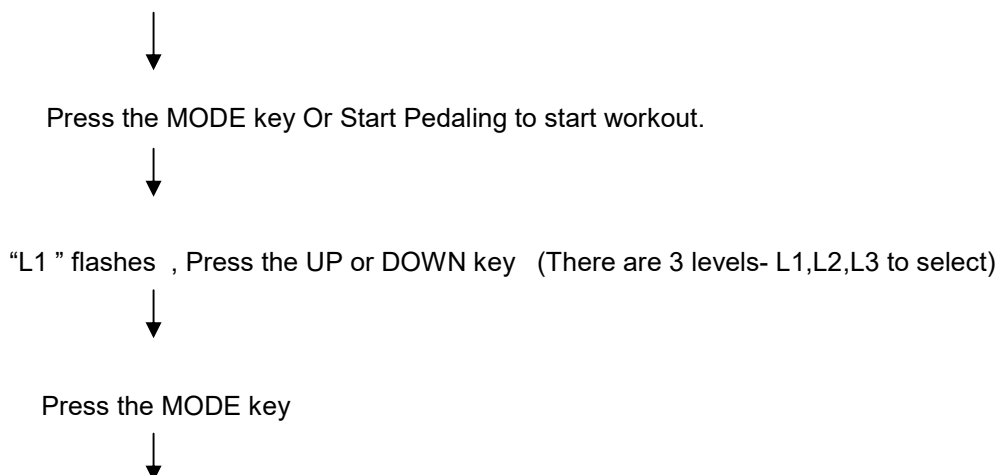 Press the MODE key Or Start Pedaling to start workout.
“L1 ” flashes , Press the UP or DOWN key (There are 3 levels- L1,L2,L3 to select)
Press the MODE key